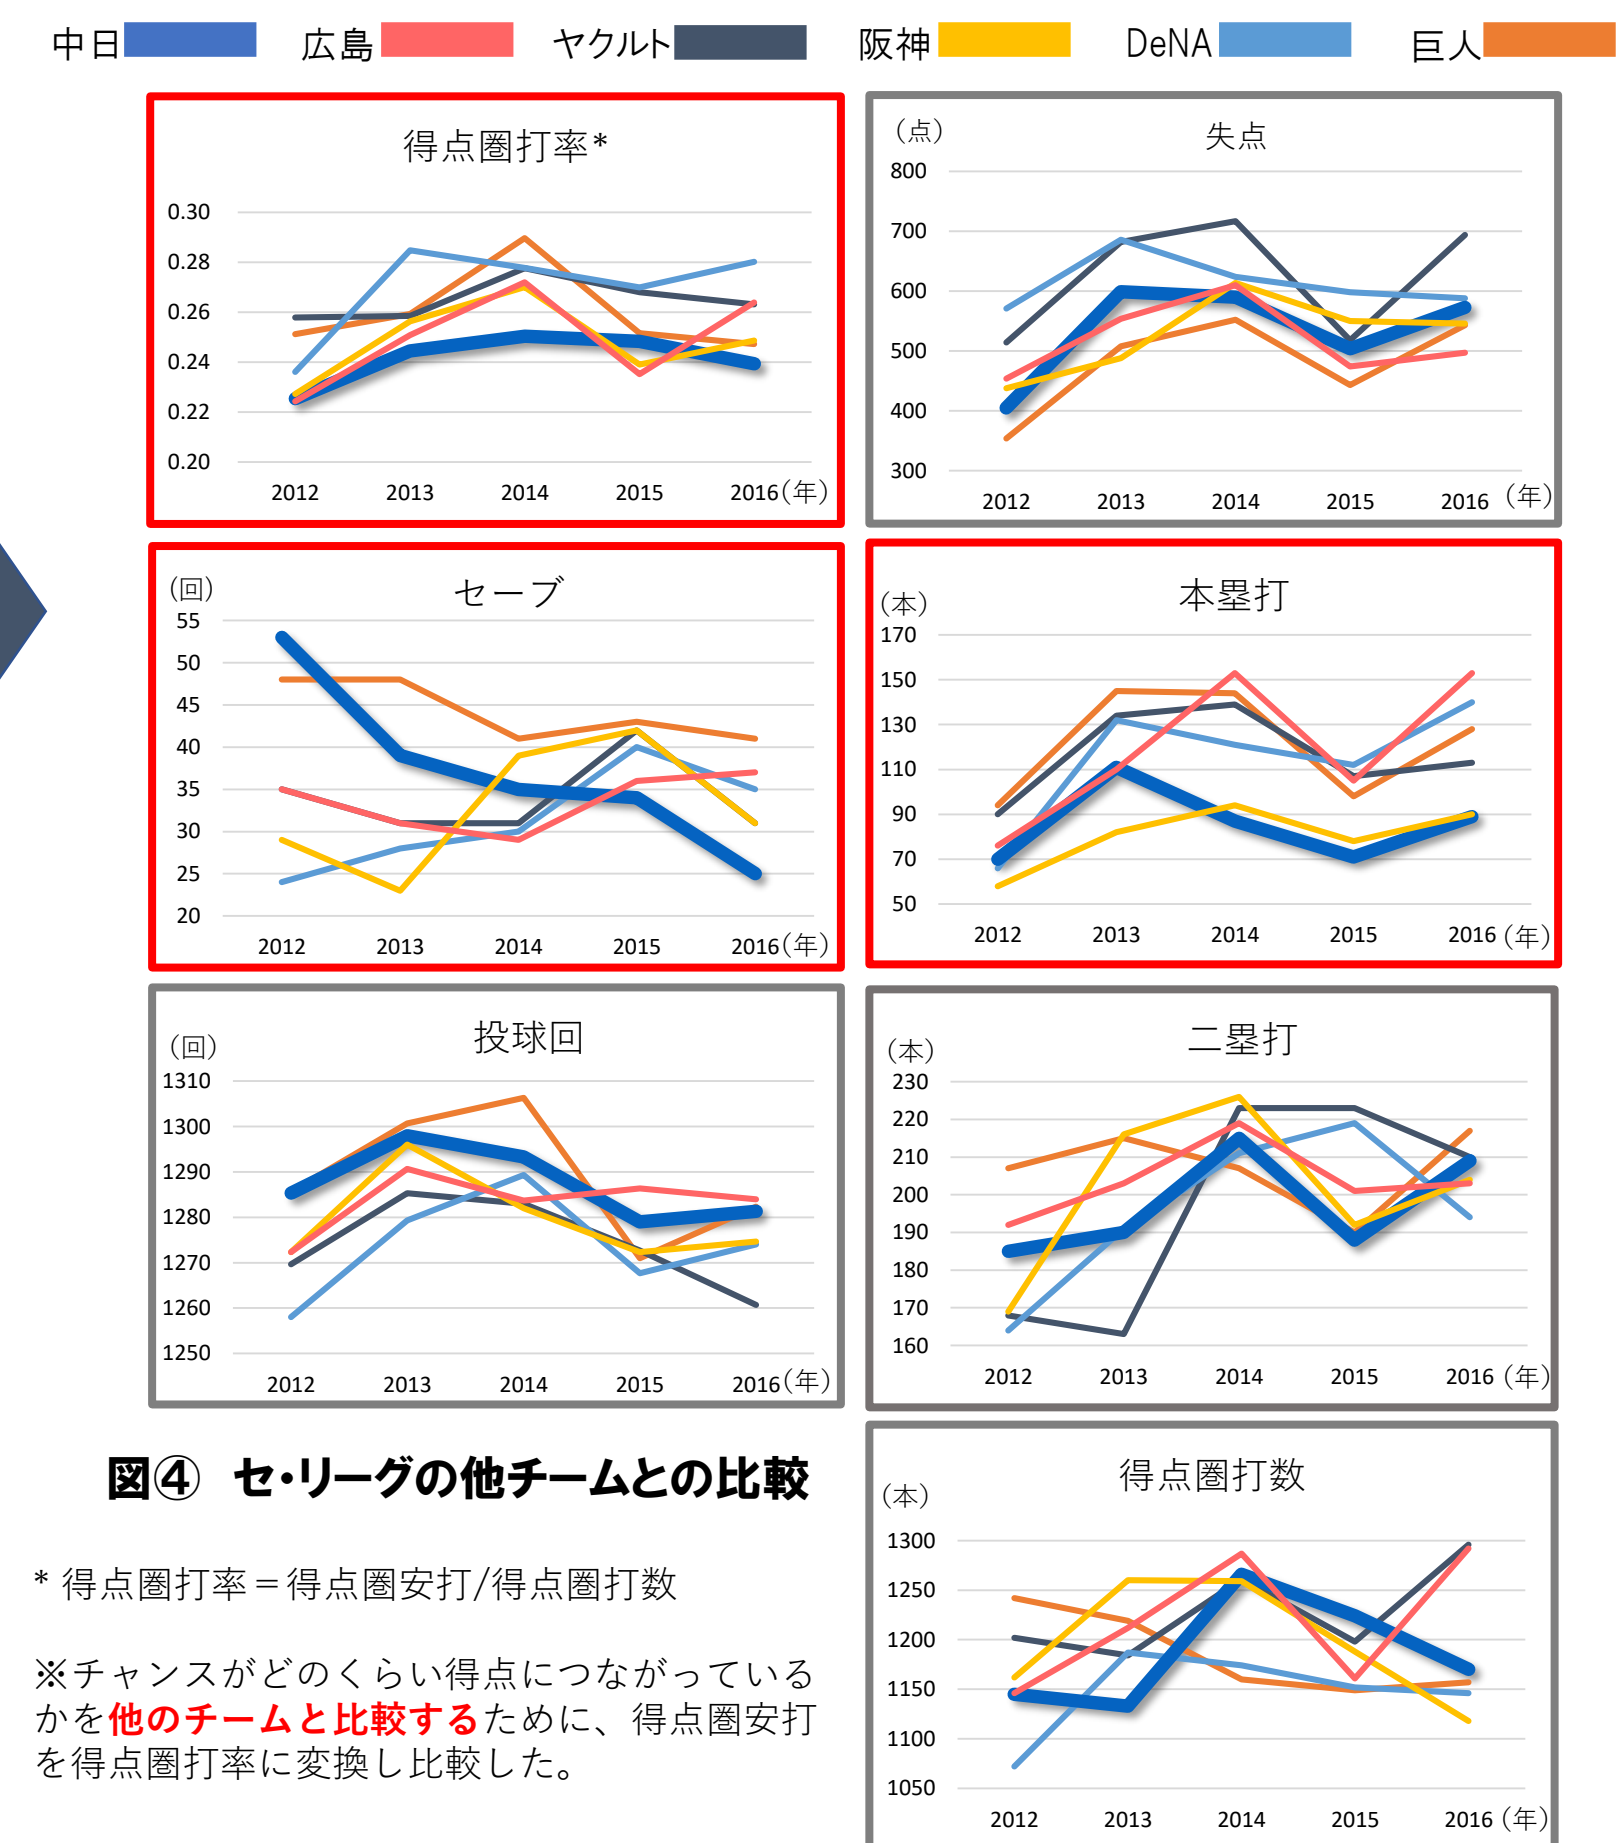 中日 広島 ヤクルト 阪神 DeNA 巨人
得点圏打率*
0.30
0.28
0.26
0.24
0.22
0.20
2012 2013 2014 2015 2016(年)
(点)
失点
800
700
600
500
400
300
2012 2013 2014 2015 2016 (年)
(回)
セーブ
55
50
45
40
35
30
25
20
2012 2013 2014 2015 2016(年)
(本)
本塁打
170
150
130
110
90
70
50
2012 2013 2014 2015 2016 (年)
(回)
投球回
1310
1300
1290
1280
1270
1260
1250
2012 2013 2014 2015 2016(年)
(本)
二塁打
230
220
210
200
190
180
170
160
2012 2013 2014 2015 2016 (年)
図④ セ・リーグの他チームとの比較
* 得点圏打率=得点圏安打/得点圏打数
※チャンスがどのくらい得点につながっている
かを他のチームと比較するために、得点圏安打
を得点圏打率に変換し比較した。
(本)
得点圏打数
1300
1250
1200
1150
1100
1050
2012 2013 2014 2015 2016 (年)